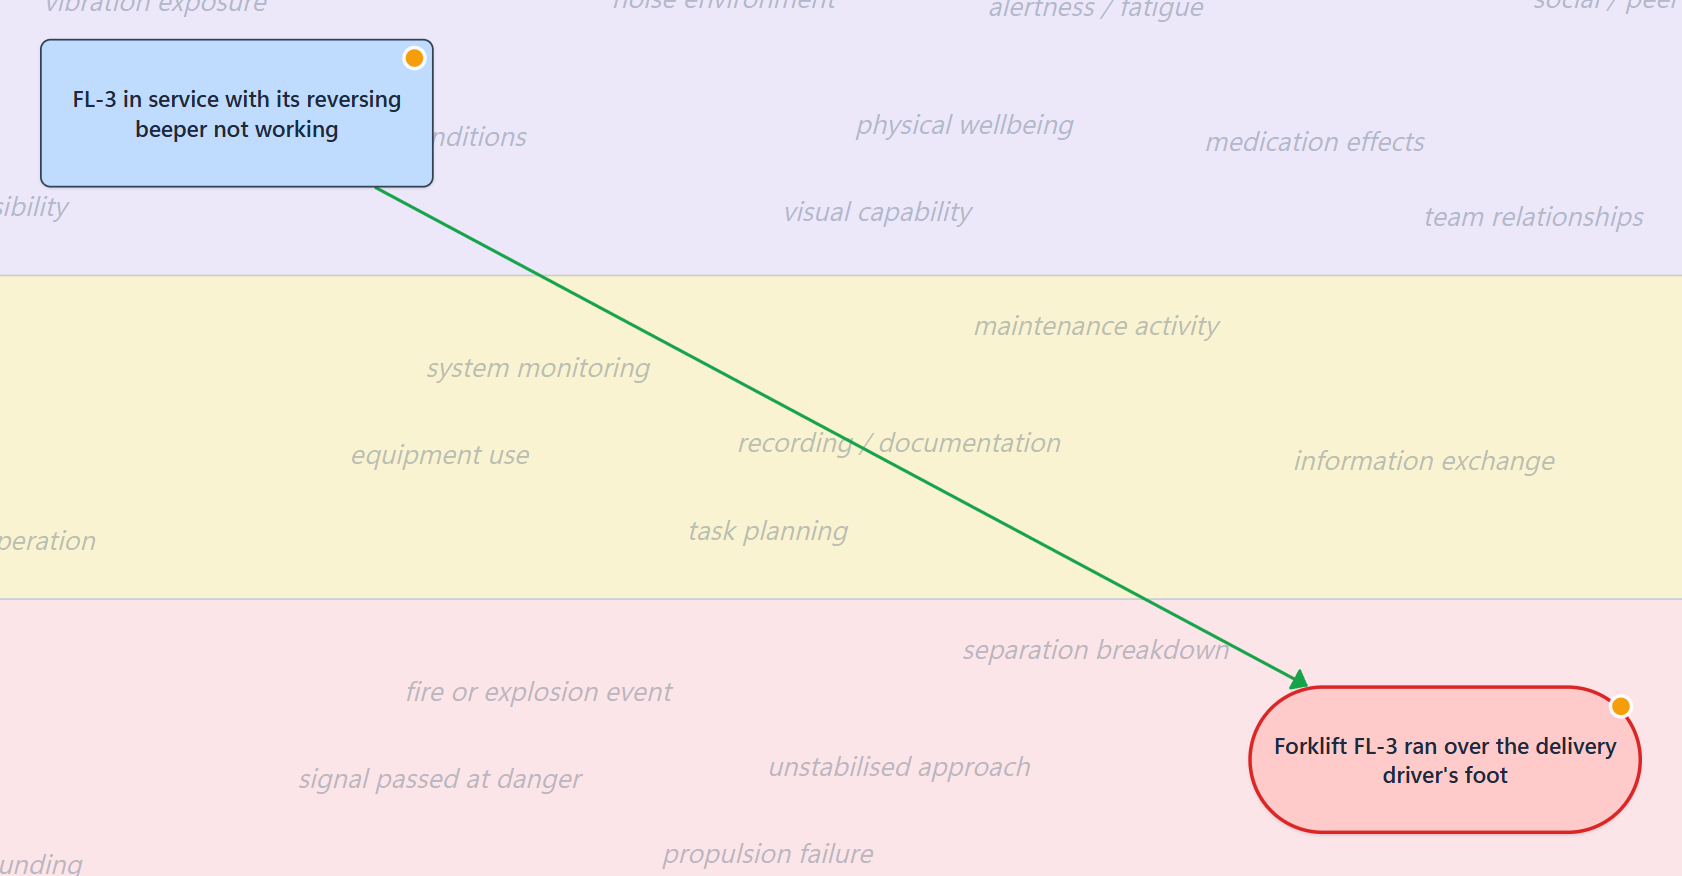 vibration exposure
noise environment
alertness / fatigue
social / peer
FL-3 in service with its reversing
beeper not working
nditions
physical wellbeing
medication effects
sibility
visual capability
team relationships
maintenance activity
system monitoring
recording / documentation
equipment use
information exchange
task planning
peration
separation breakdown
fire or explosion event
Forklift FL-3 ran over the delivery
driver's foot
unstabilised approach
signal passed at danger
propulsion failure
unding